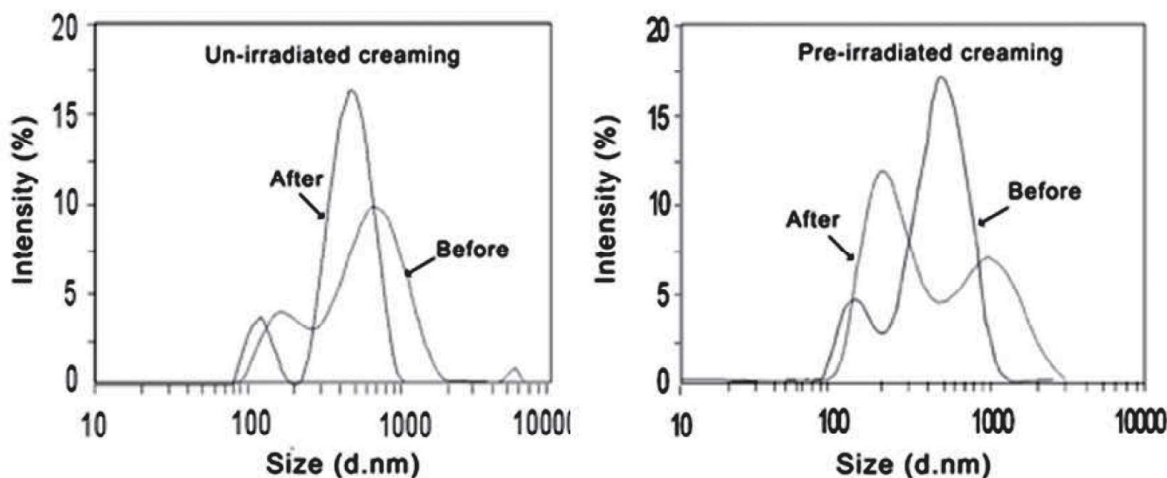 Un-irradiated creaming
Intensity (%)
20
15
10
5
0
After
Before
10
100
1000
10000
Size (d.nm)
Pre-irradiated creaming
Intensity (%)
20
15
10
5
0
After
Before
10
100
1000
10000
Size (d.nm)